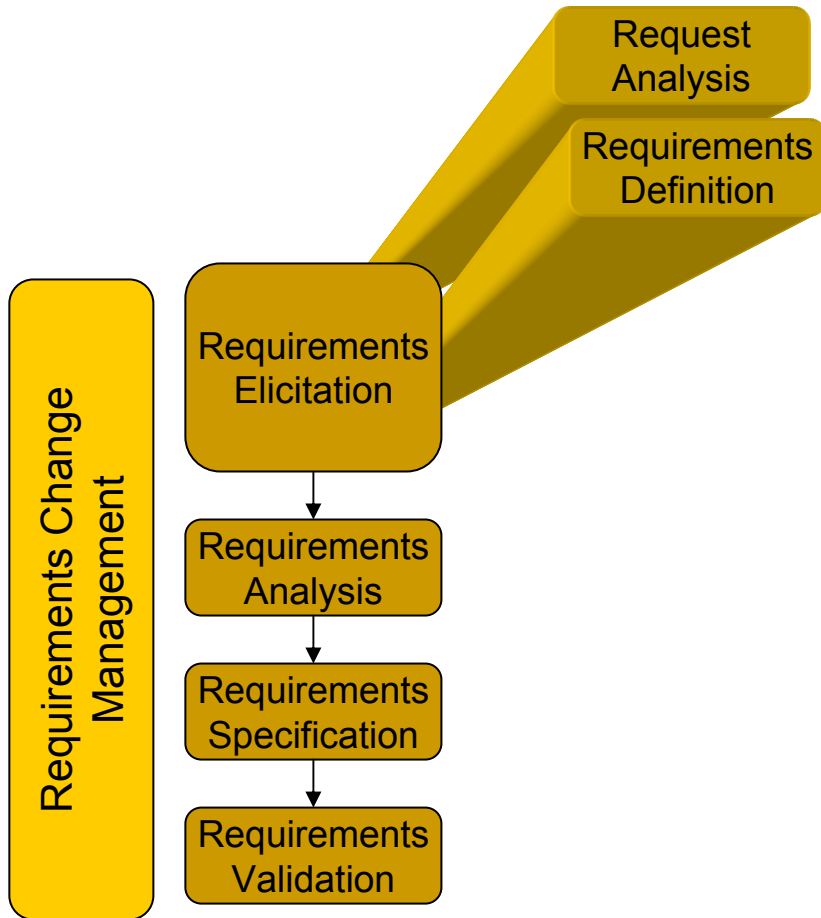 Request
Analysis
Requirements
Definition
Requirements
Elicitation
Requirements Change
Management
Requirements
Analysis
Requirements
Specification
Requirements
Validation